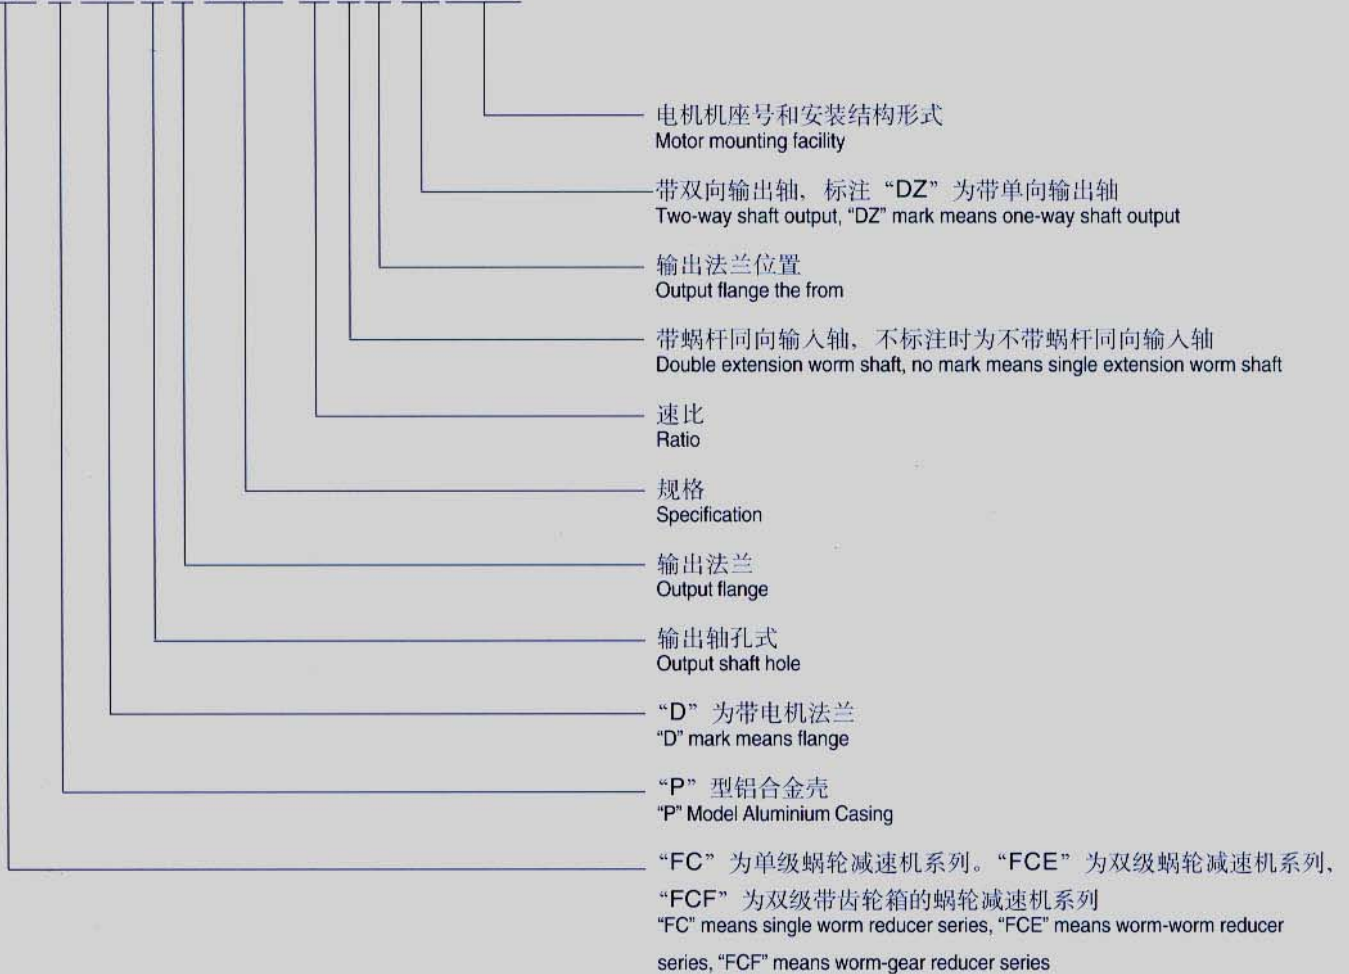 电机机座号和安装结构形式
Motor mounting facility
带双向输出轴，标注“DZ”为带单向输出轴
Two-way shaft output, “DZ” mark means one-way shaft output
输出法兰位置
Output flange the from
带蜗杆同向输入轴，不标注时为不带蜗杆同向输入轴
Double extension worm shaft, no mark means single extension worm shaft
速比
Ratio
规格
Specification
输出法兰
Output flange
输出轴孔式
Output shaft hole
“D”为带电机法兰
“D” mark means flange
“P”型铝合金壳
“P” Model Aluminium Casing
“FC”为单级蜗轮减速机系列。“FCE”为双级蜗轮减速机系列，
“FCF”为双级带齿轮箱的蜗轮减速机系列
“FC” means single worm reducer series, “FCE” means worm-worm reducer
series, “FCF” means worm-gear reducer series